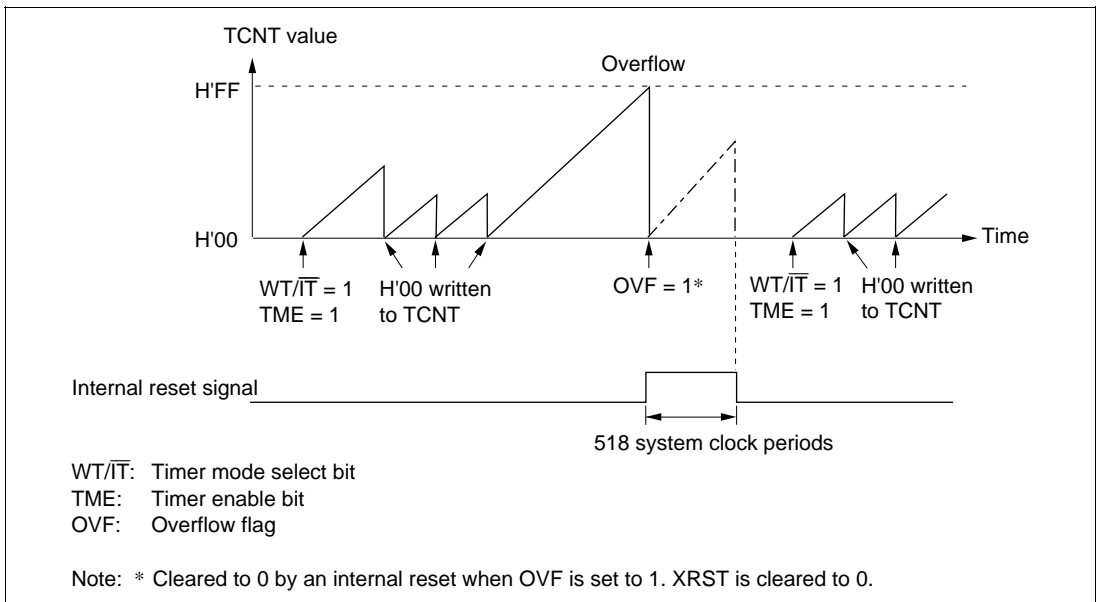 TCNT value
Overflow
H'FF
H'00
Time
WT/I̅T̅ = 1
TME = 1
H'00 written
to TCNT
OVF = 1*
WT/I̅T̅ = 1
TME = 1
H'00 written
to TCNT
Internal reset signal
518 system clock periods
WT/I̅T̅: Timer mode select bit
TME: Timer enable bit
OVF: Overflow flag
Note: * Cleared to 0 by an internal reset when OVF is set to 1. XRST is cleared to 0.